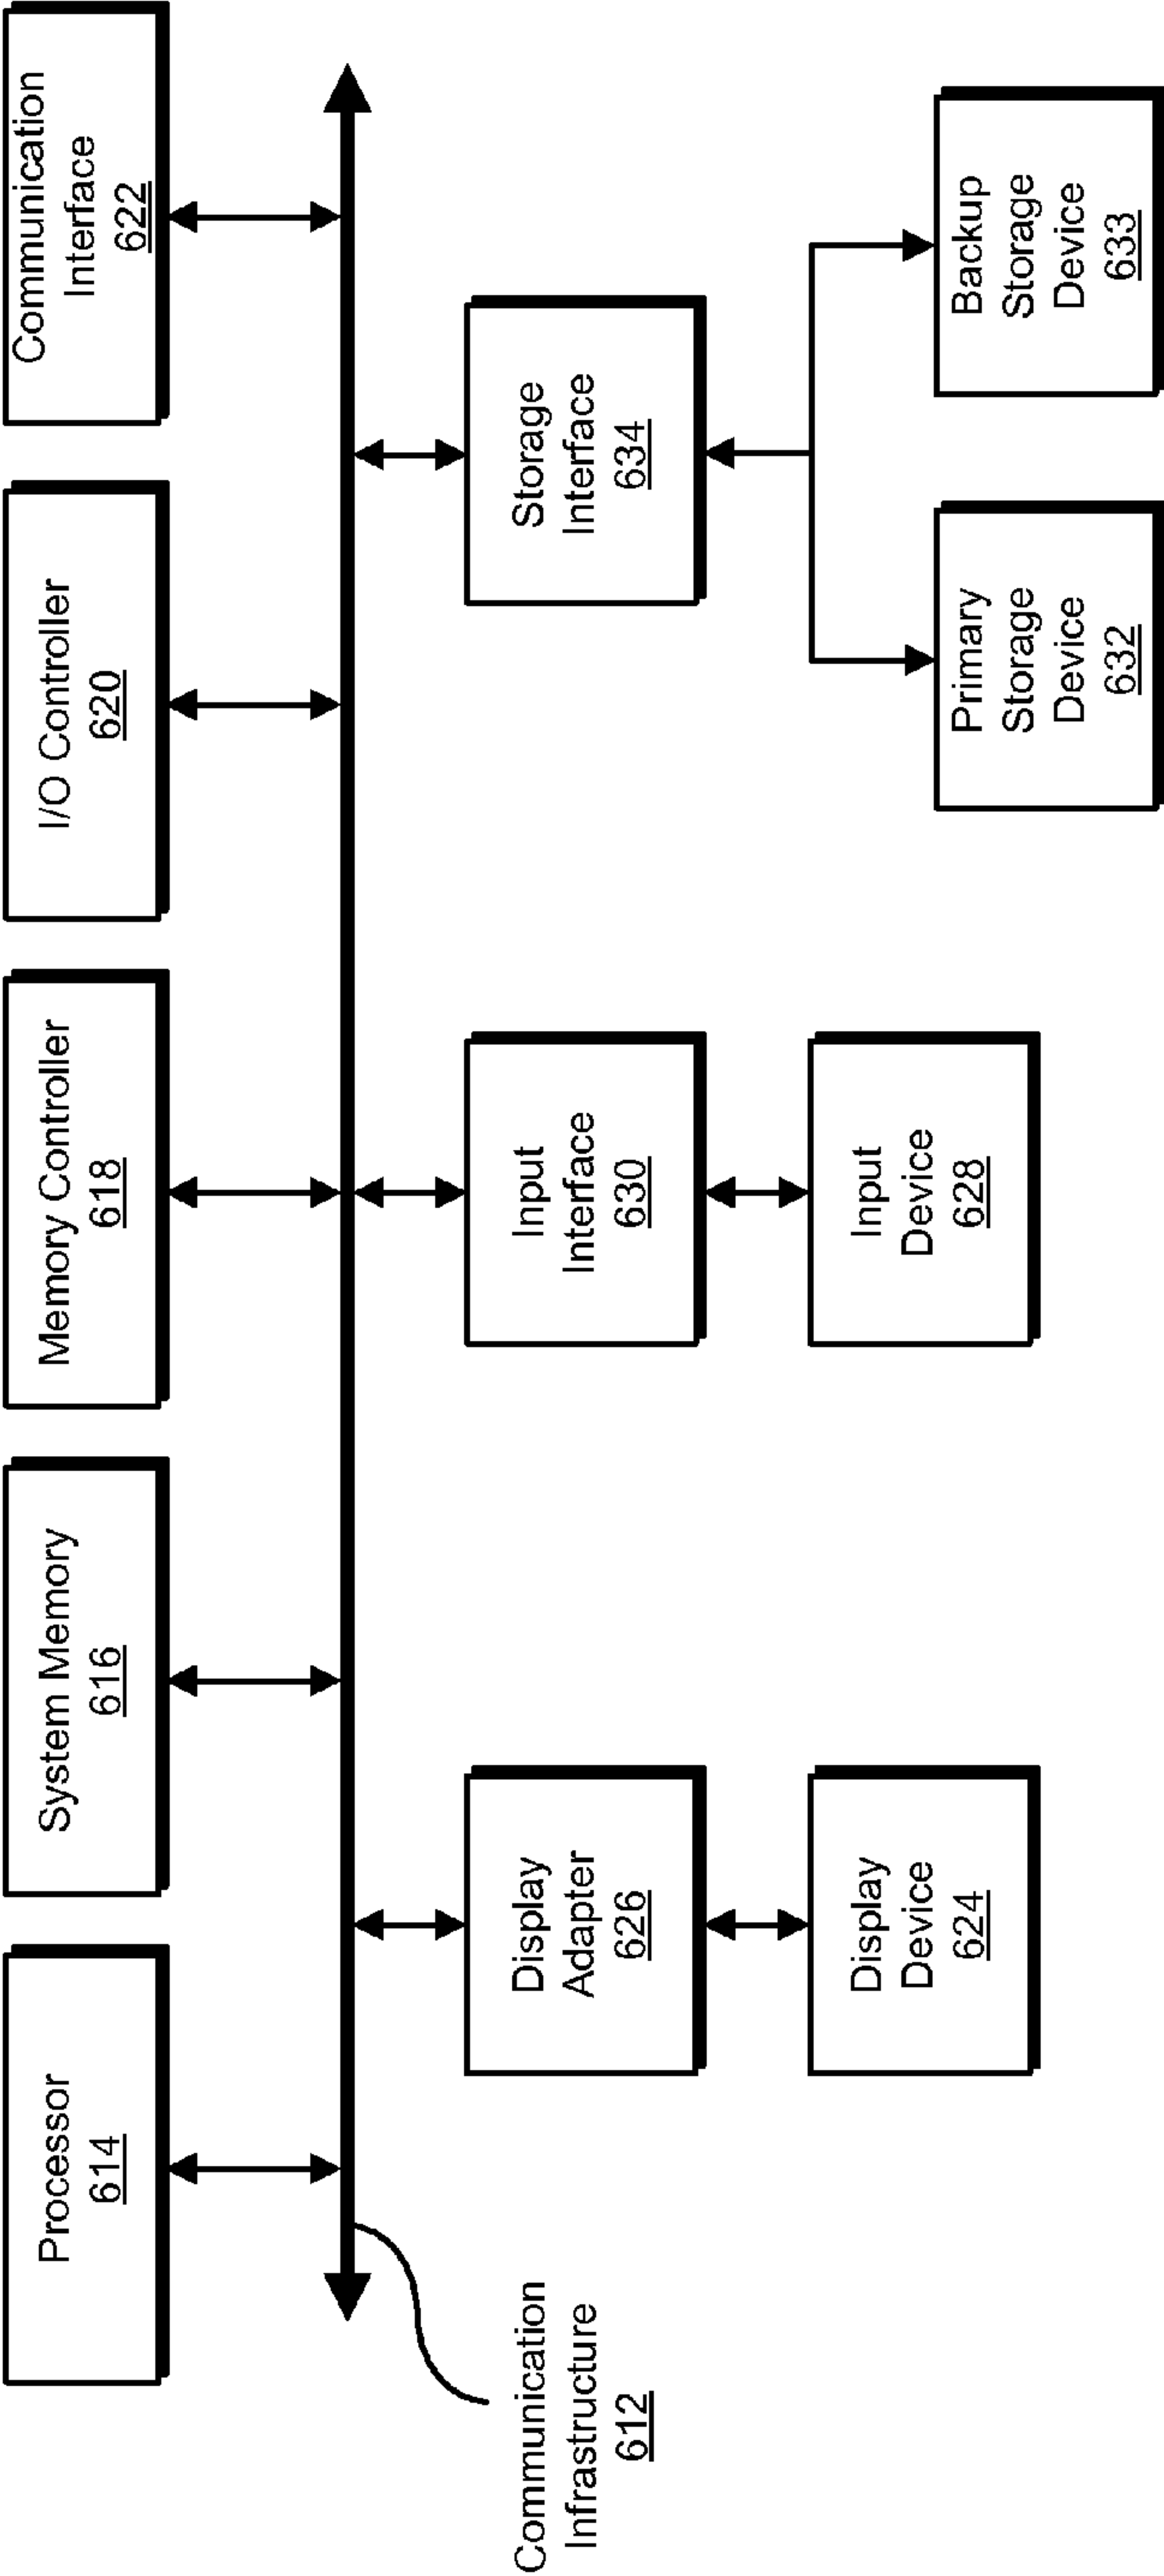 Processor
614
System Memory
616
Memory Controller
618
I/O Controller
620
Communication
Interface
622
Communication
Infrastructure
612
Display
Adapter
626
Input
Interface
630
Storage
Interface
634
Display
Device
624
Input
Device
628
Primary
Storage
Device
632
Backup
Storage
Device
633